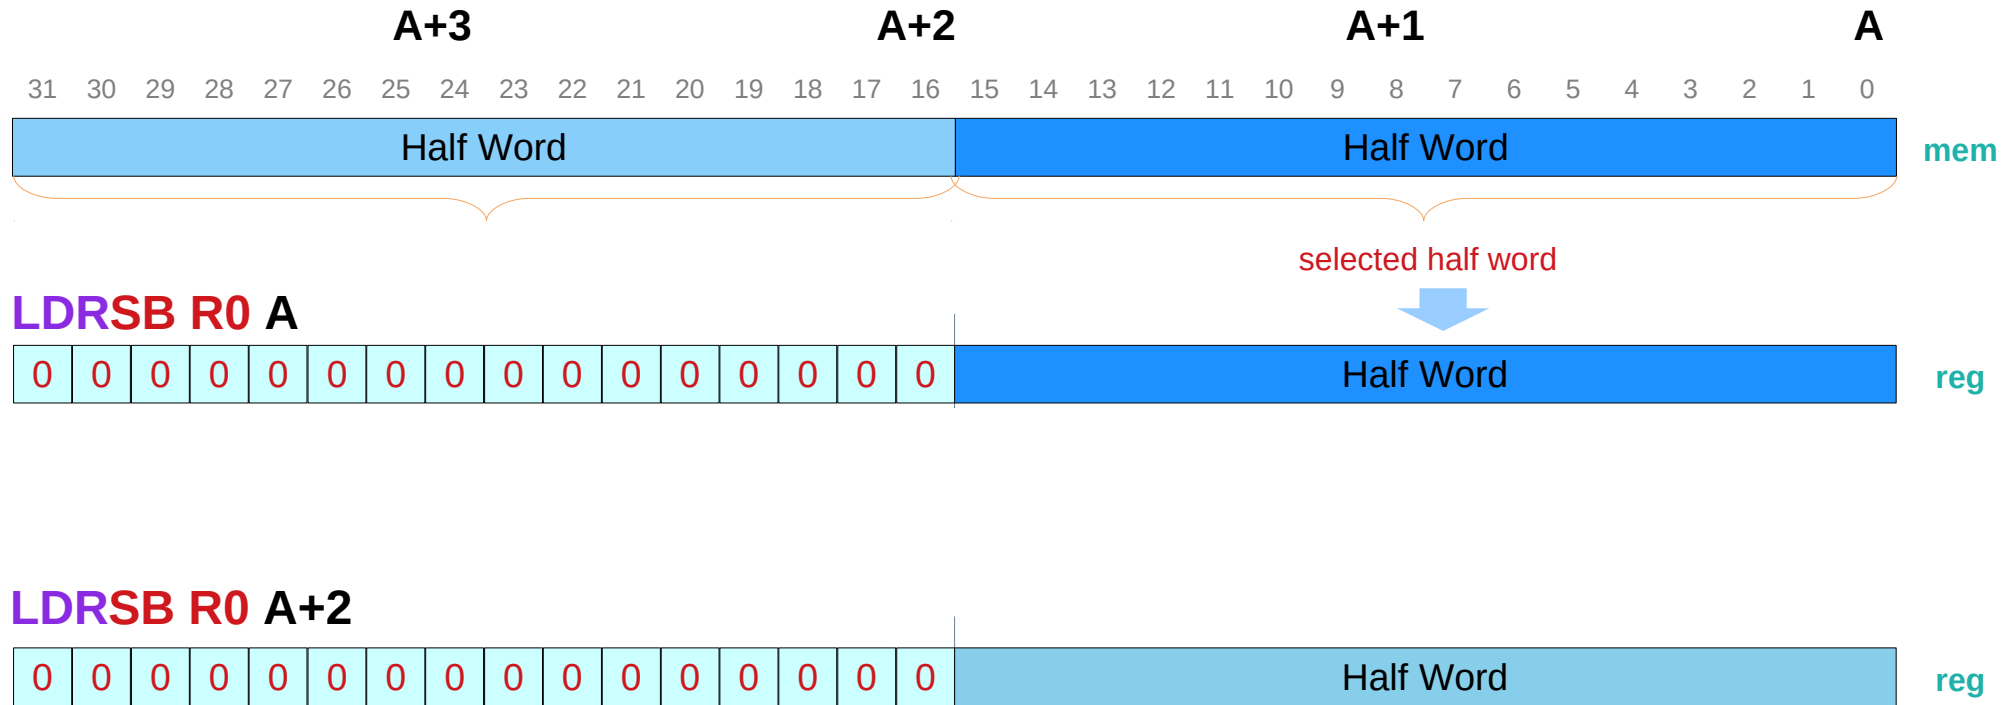 A+3 A+2 A+1 A
31 30 29 28 27 26 25 24 23 22 21 20 19 18 17 16 15 14 13 12 11 10 9 8 7 6 5 4 3 2 1 0
Half Word Half Word mem
selected half word
LDRSB R0 A
0 0 0 0 0 0 0 0 0 0 0 0 0 0 0 0 Half Word reg
LDRSB R0 A+2
0 0 0 0 0 0 0 0 0 0 0 0 0 0 0 0 Half Word reg